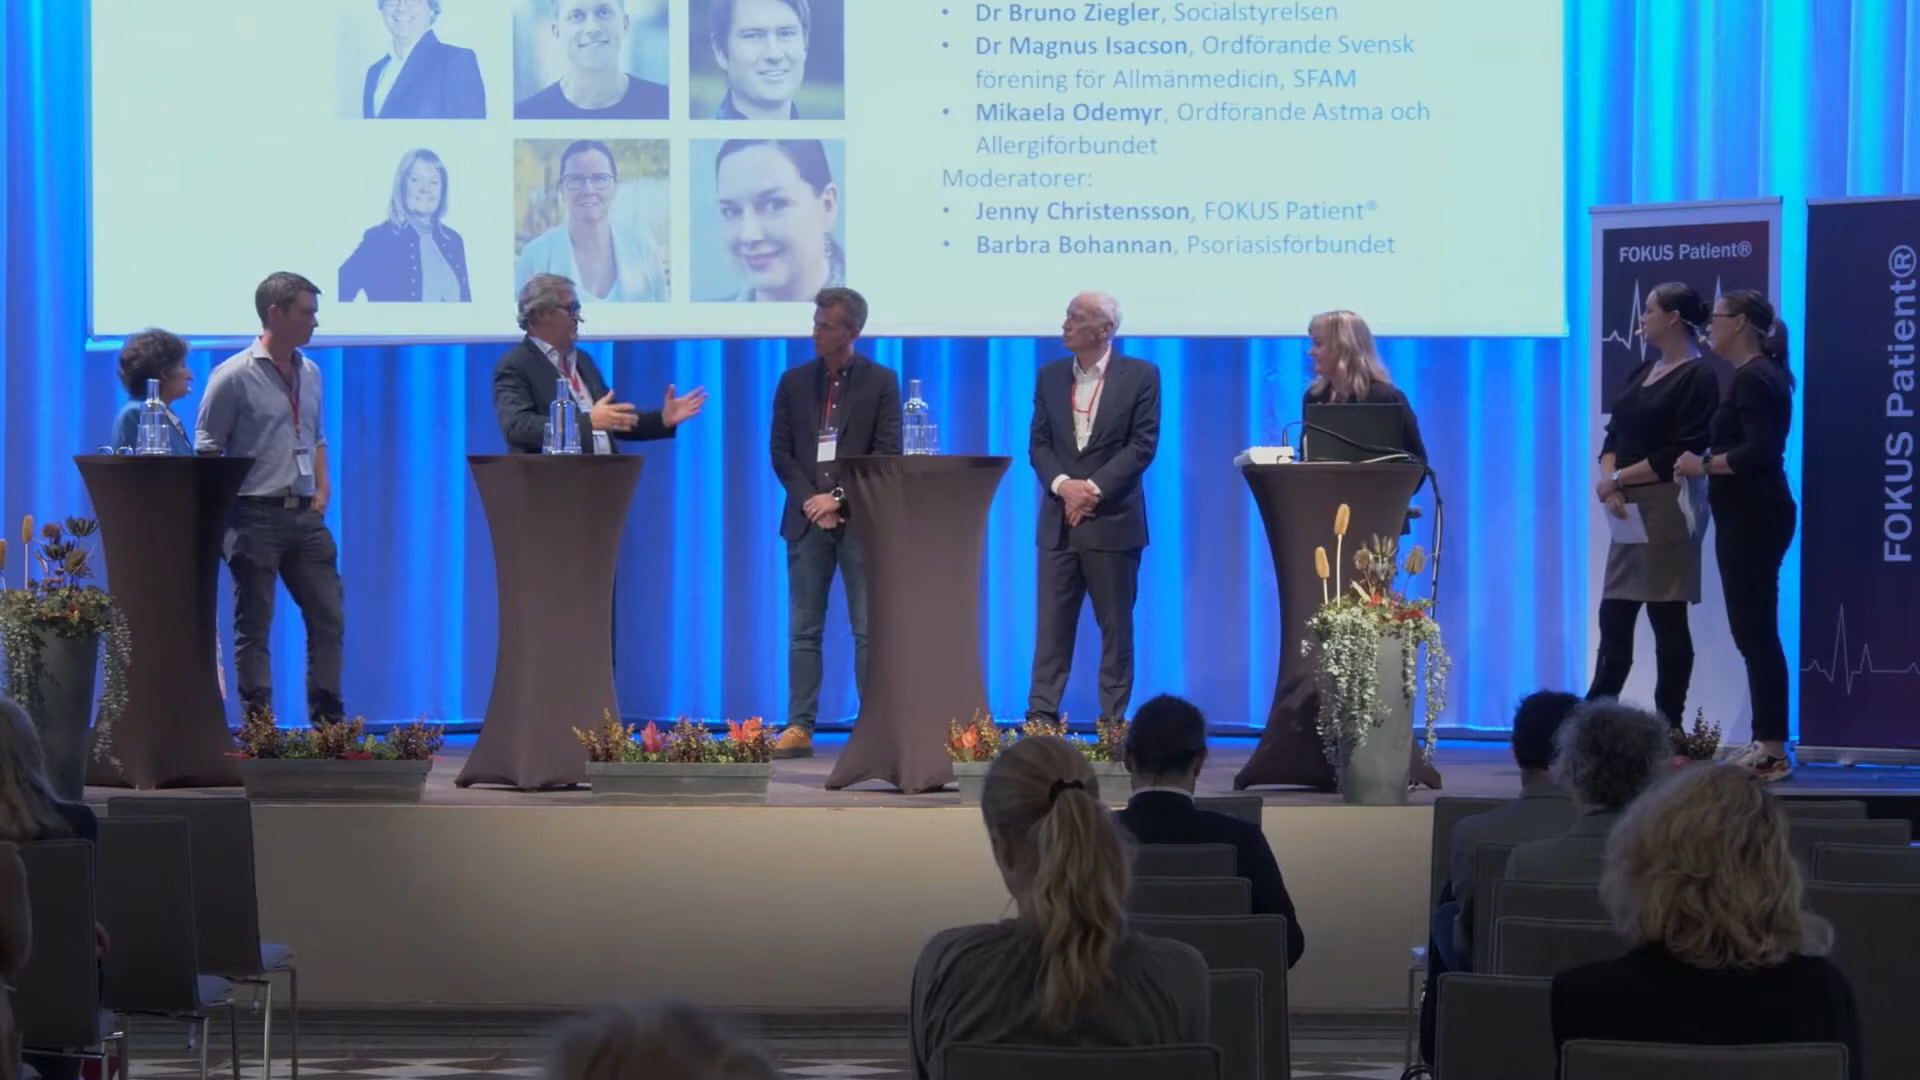 • Dr Bruno Ziegler, Socialstyrelsen
• Dr Magnus Isacson, Ordförande Svensk
förening för Allmänmedicin, SFAM
• Mikaela Odemyr, Ordförande Astma och
Allergiförbundet
Moderatorer:
• Jenny Christensson, FOKUS Patient®
• Barbra Bohannan, Psoriasisförbundet
FOKUS Patient®
FOKUS Patient®